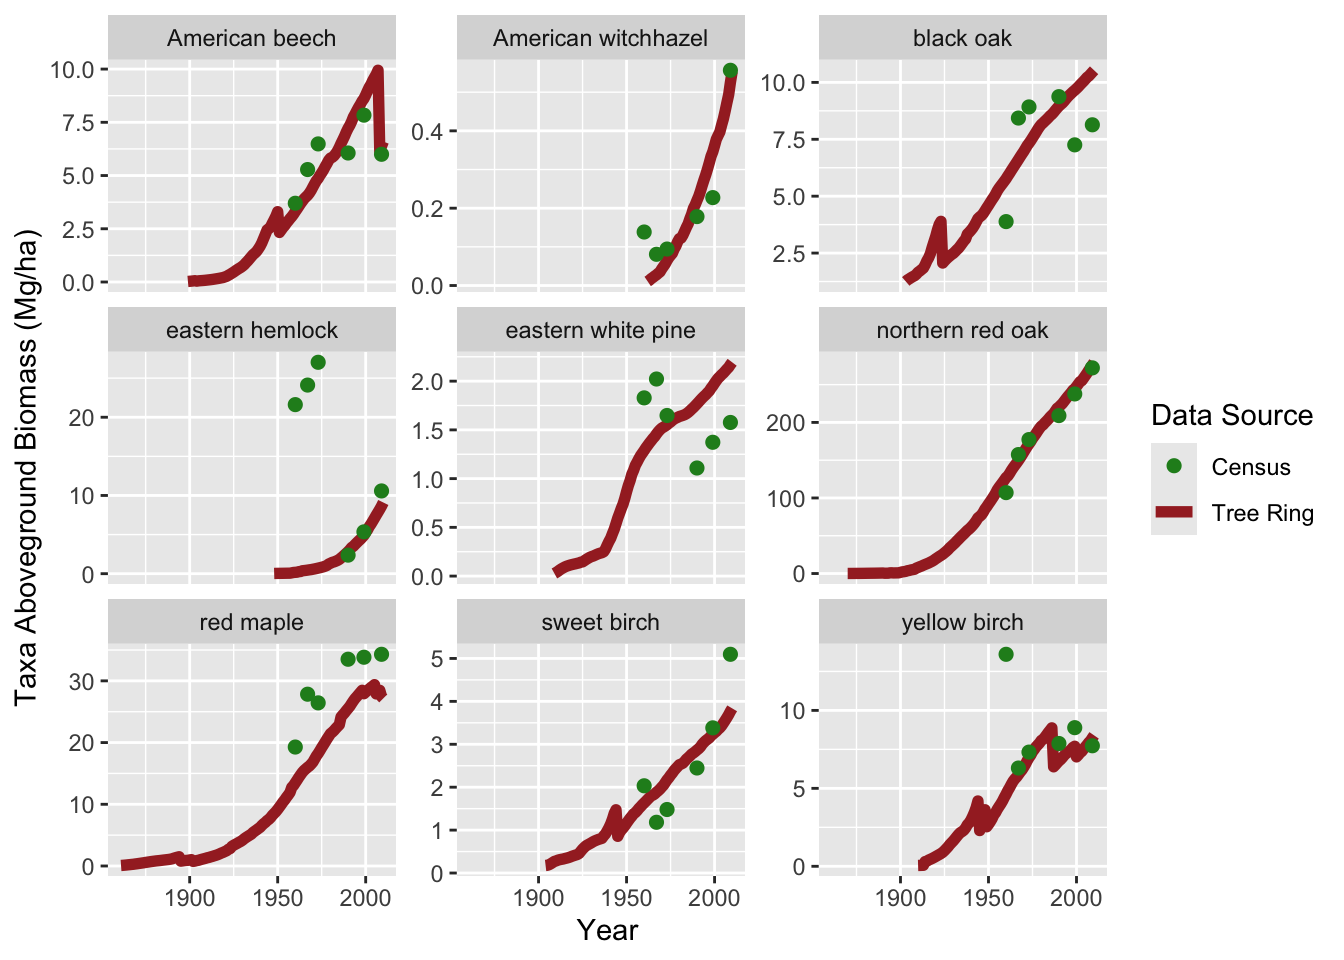 American beech
American witchhazel
black oak
10.0
7.5
5.0
2.5
0.0
0.4
0.2
0.0
10.0
7.5
5.0
2.5
eastern hemlock
eastern white pine
northern red oak
20
10
0
2.0
1.5
1.0
0.5
0.0
200
100
0
red maple
sweet birch
yellow birch
30
20
10
0
5
4
3
2
1
0
10
5
0
1900 1950 2000
1900 1950 2000
1900 1950 2000
Year
Taxa Aboveground Biomass (Mg/ha)
Data Source
Census
Tree Ring